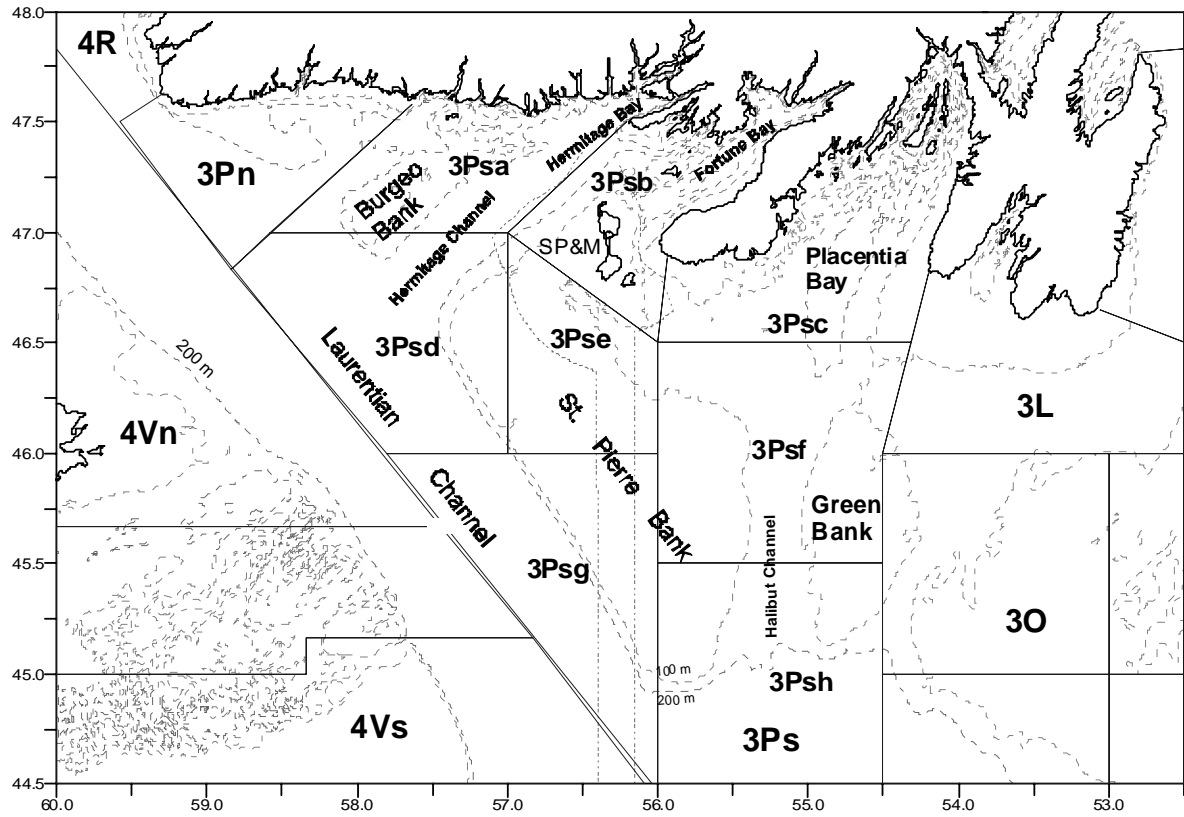 48.0
4R
47.5
3Pn
Burgeo
Bank
3Psa
Hermitage Bay
Hermitage Channel
3Psb
Fortune Bay
47.0
SP&M
Placentia
Bay
3Psc
46.5
200 m
Laurentian
3Psd
3Pse
St.
Pierre
Bank
3L
4Vn
46.0
3Psf
Channel
Green
Bank
Halibut Channel
45.5
3Psg
3O
45.0
100 m
200 m
3Psh
4Vs
3Ps
44.5
60.0
59.0
58.0
57.0
56.0
55.0
54.0
53.0